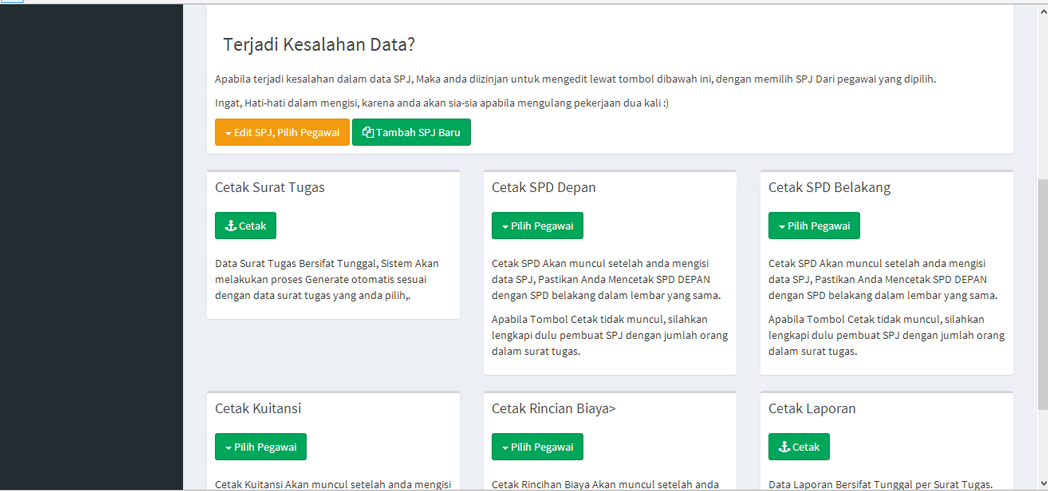 Terjadi Kesalahan Data?
Apabila terjadi kesalahan dalam data SPJ, Maka anda diizinjan untuk mengedit lewat tombol dibawah ini, dengan memilih SPJ Dari pegawai yang dipilih.
Ingat, Hati-hati dalam mengisi, karena anda akan sia-sia apabila mengulang pekerjaan dua kali :)
Edit SPJ, Pilih Pegawai
Tambah SPJ Baru
Cetak Surat Tugas
Cetak
Data Surat Tugas Bersifat Tunggal, Sistem Akan
melakukan proses Generate otomatis sesuai
dengan data surat tugas yang anda pilih,.
Cetak SPD Depan
Pilih Pegawai
Cetak SPD Akan muncul setelah anda mengisi
data SPJ, Pastikan Anda Mencetak SPD DEPAN
dengan SPD belakang dalam lembar yang sama.
Apabila Tombol Cetak tidak muncul, silahkan
lengkapi dulu pembuat SPJ dengan jumlah orang
dalam surat tugas.
Cetak SPD Belakang
Pilih Pegawai
Cetak SPD Akan muncul setelah anda mengisi
data SPJ, Pastikan Anda Mencetak SPD DEPAN
dengan SPD belakang dalam lembar yang sama.
Apabila Tombol Cetak tidak muncul, silahkan
lengkapi dulu pembuat SPJ dengan jumlah orang
dalam surat tugas.
Cetak Kuitansi
Pilih Pegawai
Cetak Kuitansi Akan muncul setelah anda mengisi
Cetak Rincian Biaya>
Pilih Pegawai
Cetak Rincihan Biaya Akan muncul setelah anda
Cetak Laporan
Cetak
Data Laporan Bersifat Tunggal per Surat Tugas.